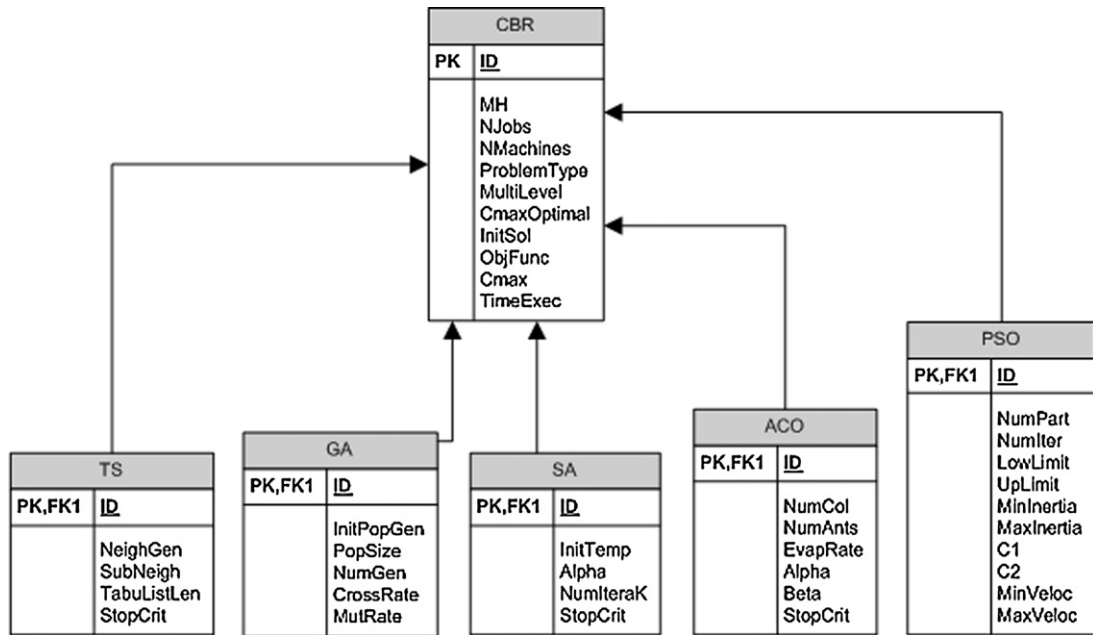 CBR
PK ID
MH
NJobs
NMachines
ProblemType
MultiLevel
CmaxOptimal
InitSol
ObjFunc
Cmax
TimeExec
TS
PK,FK1 ID
NeighGen
SubNeigh
TabuListLen
StopCrit
GA
PK,FK1 ID
InitPopGen
PopSize
NumGen
CrossRate
MutRate
SA
PK,FK1 ID
InitTemp
Alpha
NumIteraK
StopCrit
ACO
PK,FK1 ID
NumCol
NumAnts
EvapRate
Alpha
Beta
StopCrit
PSO
PK,FK1 ID
NumPart
NumIter
LowLimit
UpLimit
MinInertia
MaxInertia
C1
C2
MinVeloc
MaxVeloc